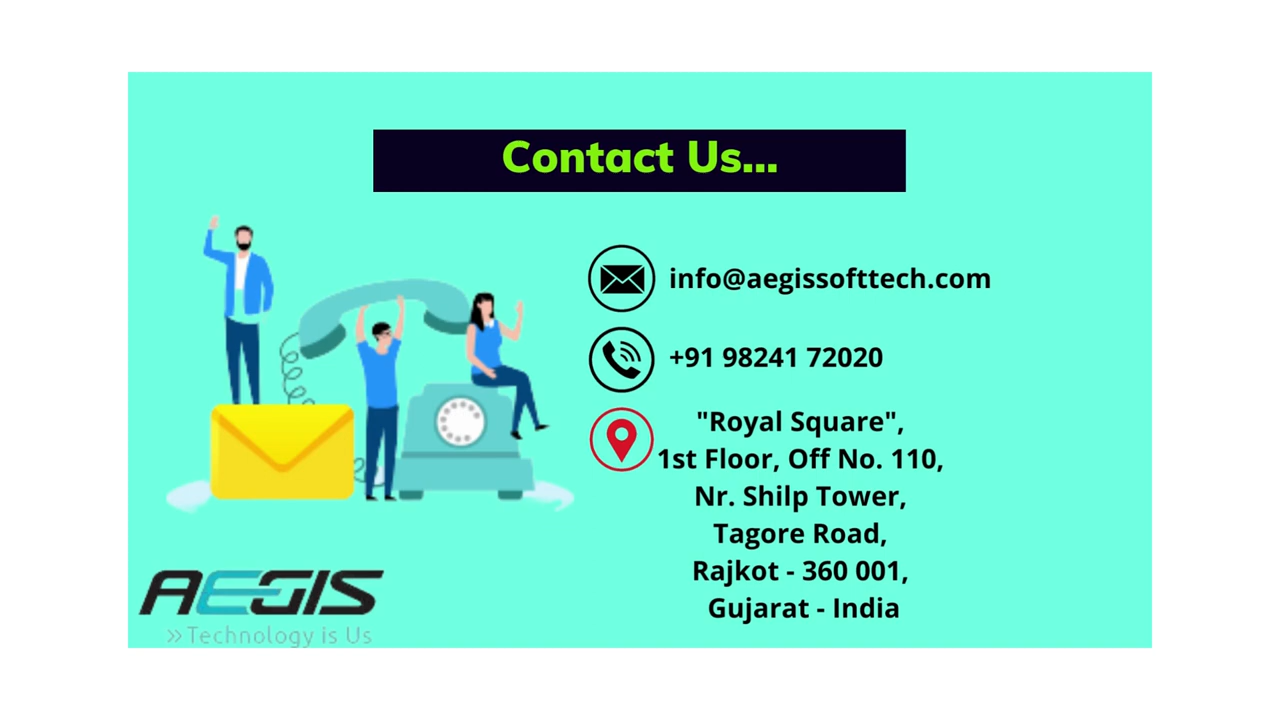 Contact Us...
info@aegissofttech.com
+91 98241 72020
"Royal Square",
1st Floor, Off No. 110,
Nr. Shilp Tower,
Tagore Road,
Rajkot - 360 001,
Gujarat - India
AEGIS
»Technology is Us